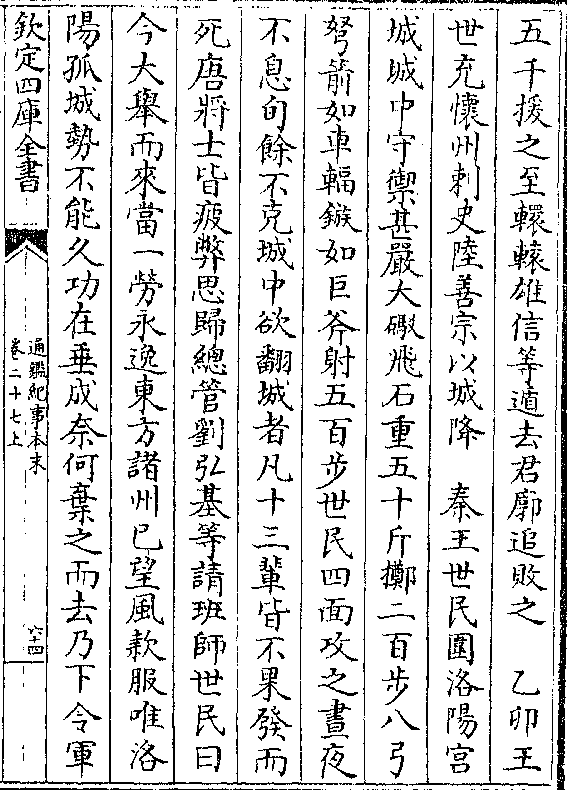 五千援之至轘轅雄信等遁去君廓追敗之　乙卯王
世充懷州刺史陸善宗以城降　秦王世民圍洛陽宮
城城中守禦甚嚴大礟飛石重五十斤擲二百步八弓
弩箭如車輻鏃如巨斧射五百步世民四面攻之晝夜
不息旬餘不克城中欲翻城者凡十三輩皆不果發而
死唐將士皆疲弊思歸總管劉弘基等請班師世民曰
今大舉而來當一勞永逸東方諸州已望風款服唯洛
陽孤城勢不能久功在垂成奈何棄之而去乃下令軍
欽定四庫全書
通鑑紀事本末
卷二十七上
六十四